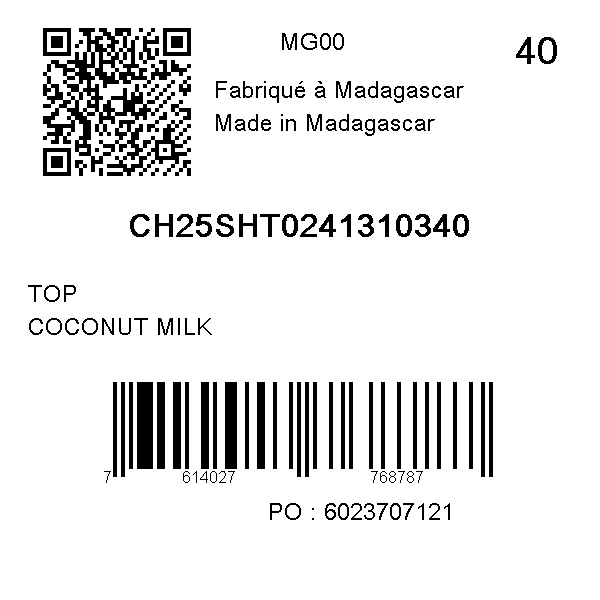 MG00
40
Fabriqué à Madagascar
Made in Madagascar
CH25SHT0241310340
TOP
COCONUT MILK
7 614027 768787
PO : 6023707121